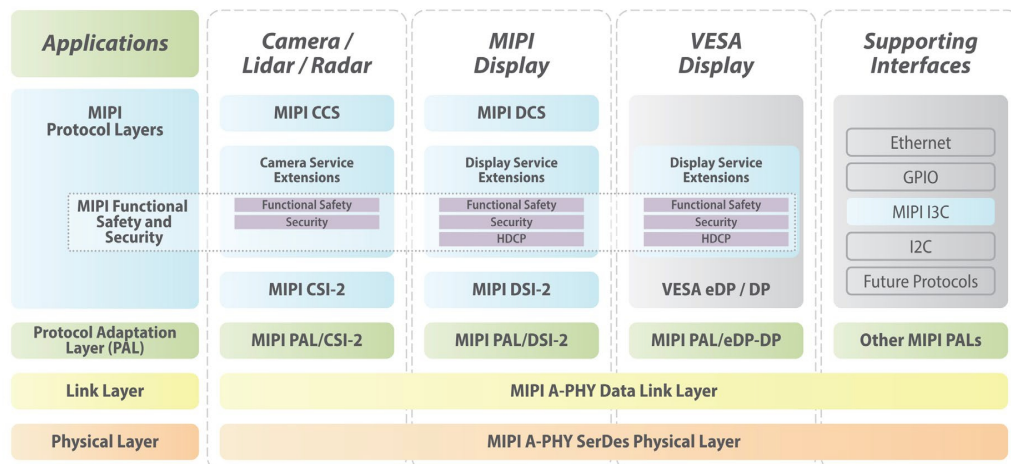 Applications
Camera /
Lidar / Radar
MIPI
Display
VESA
Display
Supporting
Interfaces
MIPI
Protocol Layers
MIPI CCS
MIPI DCS
Camera Service
Extensions
Display Service
Extensions
Display Service
Extensions
Ethernet
GPIO
MIPI I3C
I2C
Future Protocols
MIPI Functional
Safety and
Security
Functional Safety
Security
Functional Safety
Security
HDCP
Functional Safety
Security
HDCP
MIPI CSI-2
MIPI DSI-2
VESA eDP / DP
Protocol Adaptation
Layer (PAL)
MIPI PAL/CSI-2
MIPI PAL/DSI-2
MIPI PAL/eDP-DP
Other MIPI PALs
Link Layer
MIPI A-PHY Data Link Layer
Physical Layer
MIPI A-PHY SerDes Physical Layer